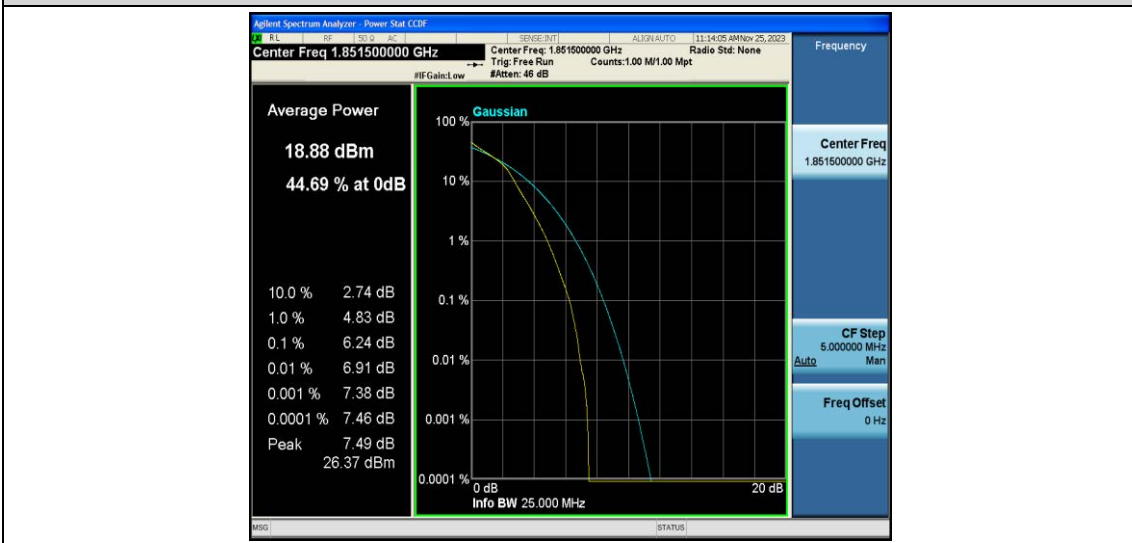 Agilent Spectrum Analyzer - Power Stat CCDF
RL RF 50 Ω AC SENSE:INT ALIGN AUTO 11:14:05 AM Nov 25, 2023
Center Freq 1.851500000 GHz
Center Freq: 1.851500000 GHz Radio Std: None
Trig: Free Run Counts:1.00 M/1.00 Mpt
#IFGain:Low #Atten: 46 dB
Frequency
Average Power
18.88 dBm
44.69 % at 0dB
10.0 % 2.74 dB
1.0 % 4.83 dB
0.1 % 6.24 dB
0.01 % 6.91 dB
0.001 % 7.38 dB
0.0001 % 7.46 dB
Peak 7.49 dB
26.37 dBm
Gaussian
100 %
10 %
1 %
0.1 %
0.01 %
0.001 %
0.0001 %
0 dB 20 dB
Info BW 25.000 MHz
Center Freq
1.851500000 GHz
CF Step
5.000000 MHz
Auto Man
Freq Offset
0 Hz
MSG STATUS